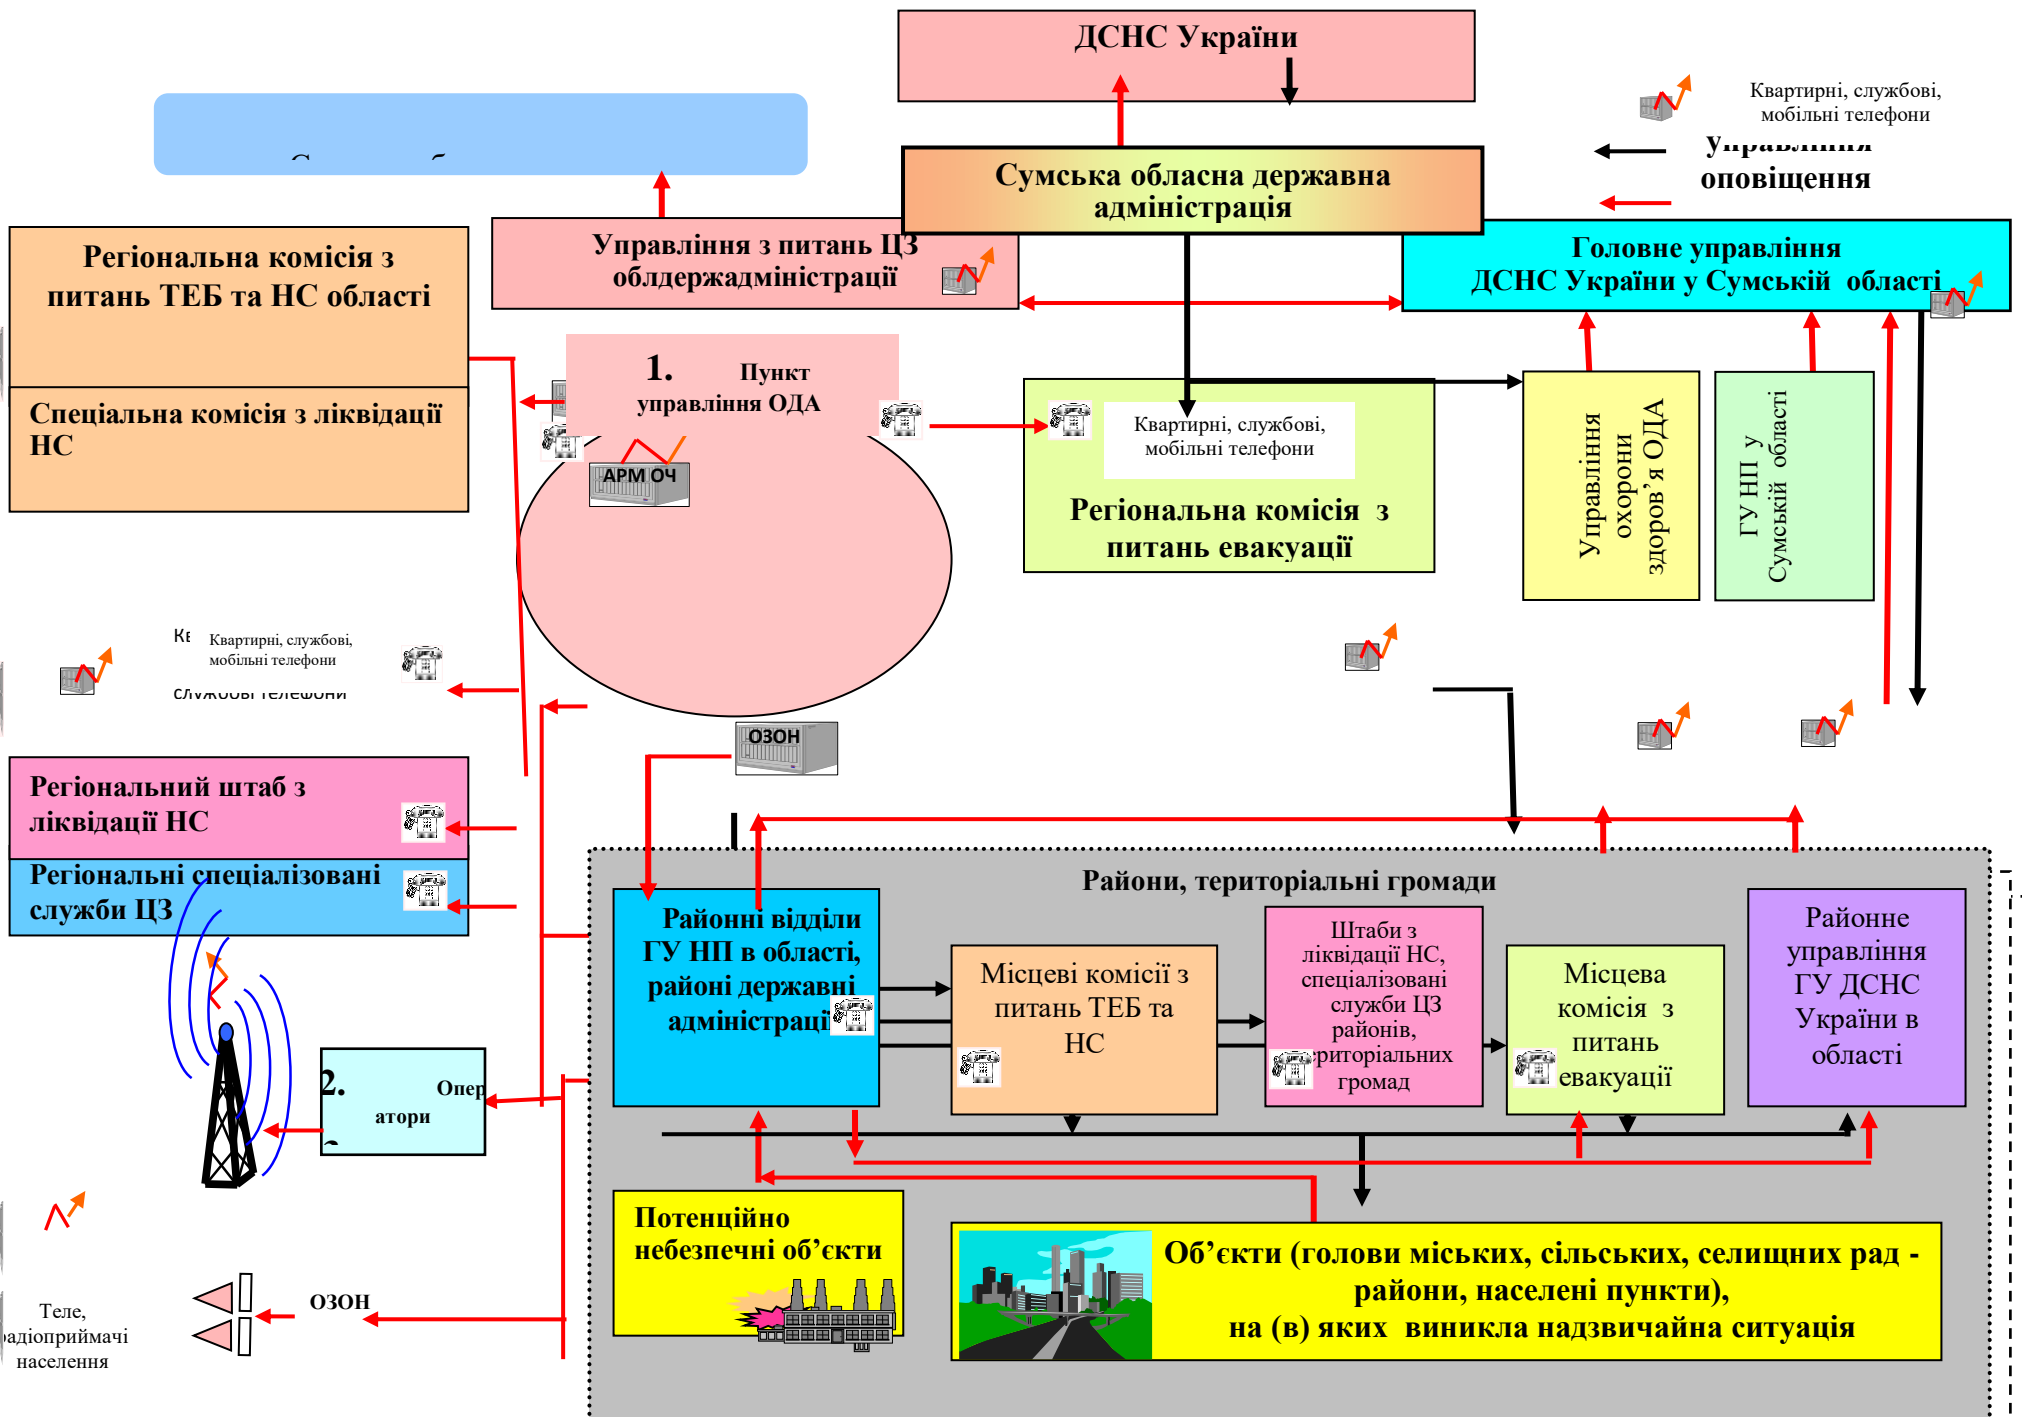 ДСНС України
Квартирні, службові,
мобільні телефони
управління
оповіщення
Сумська обласна державна
адміністрація
Управління з питань ЦЗ
облдержадміністрації
Головне управління
ДСНС України у Сумській області
Регіональна комісія з
питань ТЕБ та НС області
Спеціальна комісія з ліквідації
НС
1. Пункт
управління ОДА
АРМ ОЧ
Квартирні, службові,
мобільні телефони
Регіональна комісія з
питань евакуації
Управління
охорони
здоров’я ОДА
ГУ НП у
Сумській області
Квартирні, службові,
мобільні телефони
службові телефони
ОЗОН
Регіональний штаб з
ліквідації НС
Регіональні спеціалізовані
служби ЦЗ
Райони, територіальні громади
Районні відділи
ГУ НП в області,
районі державні
адміністрації
Місцеві комісії з
питань ТЕБ та
НС
Штаби з
ліквідації НС,
спеціалізовані
служби ЦЗ
районів,
риторіальних
громад
Місцева
комісія з
питань
евакуації
Районне
управління
ГУ ДСНС
України в
області
2. Опер
атори
Потенційно
небезпечні об’єкти
Об’єкти (голови міських, сільських, селищних рад -
райони, населені пункти),
на (в) яких виникла надзвичайна ситуація
ОЗОН
Теле,
адіоприймачі
населення